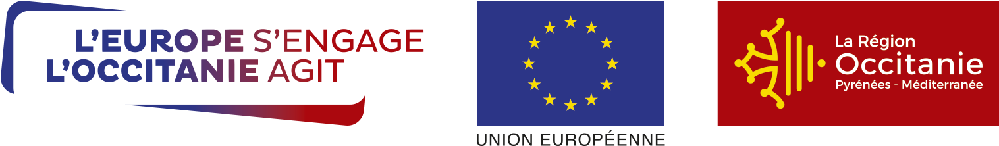 L'EUROPE S'ENGAGE
L'OCCITANIE AGIT
UNION EUROPÉENNE
La Région
Occitanie
Pyrénées - Méditerranée